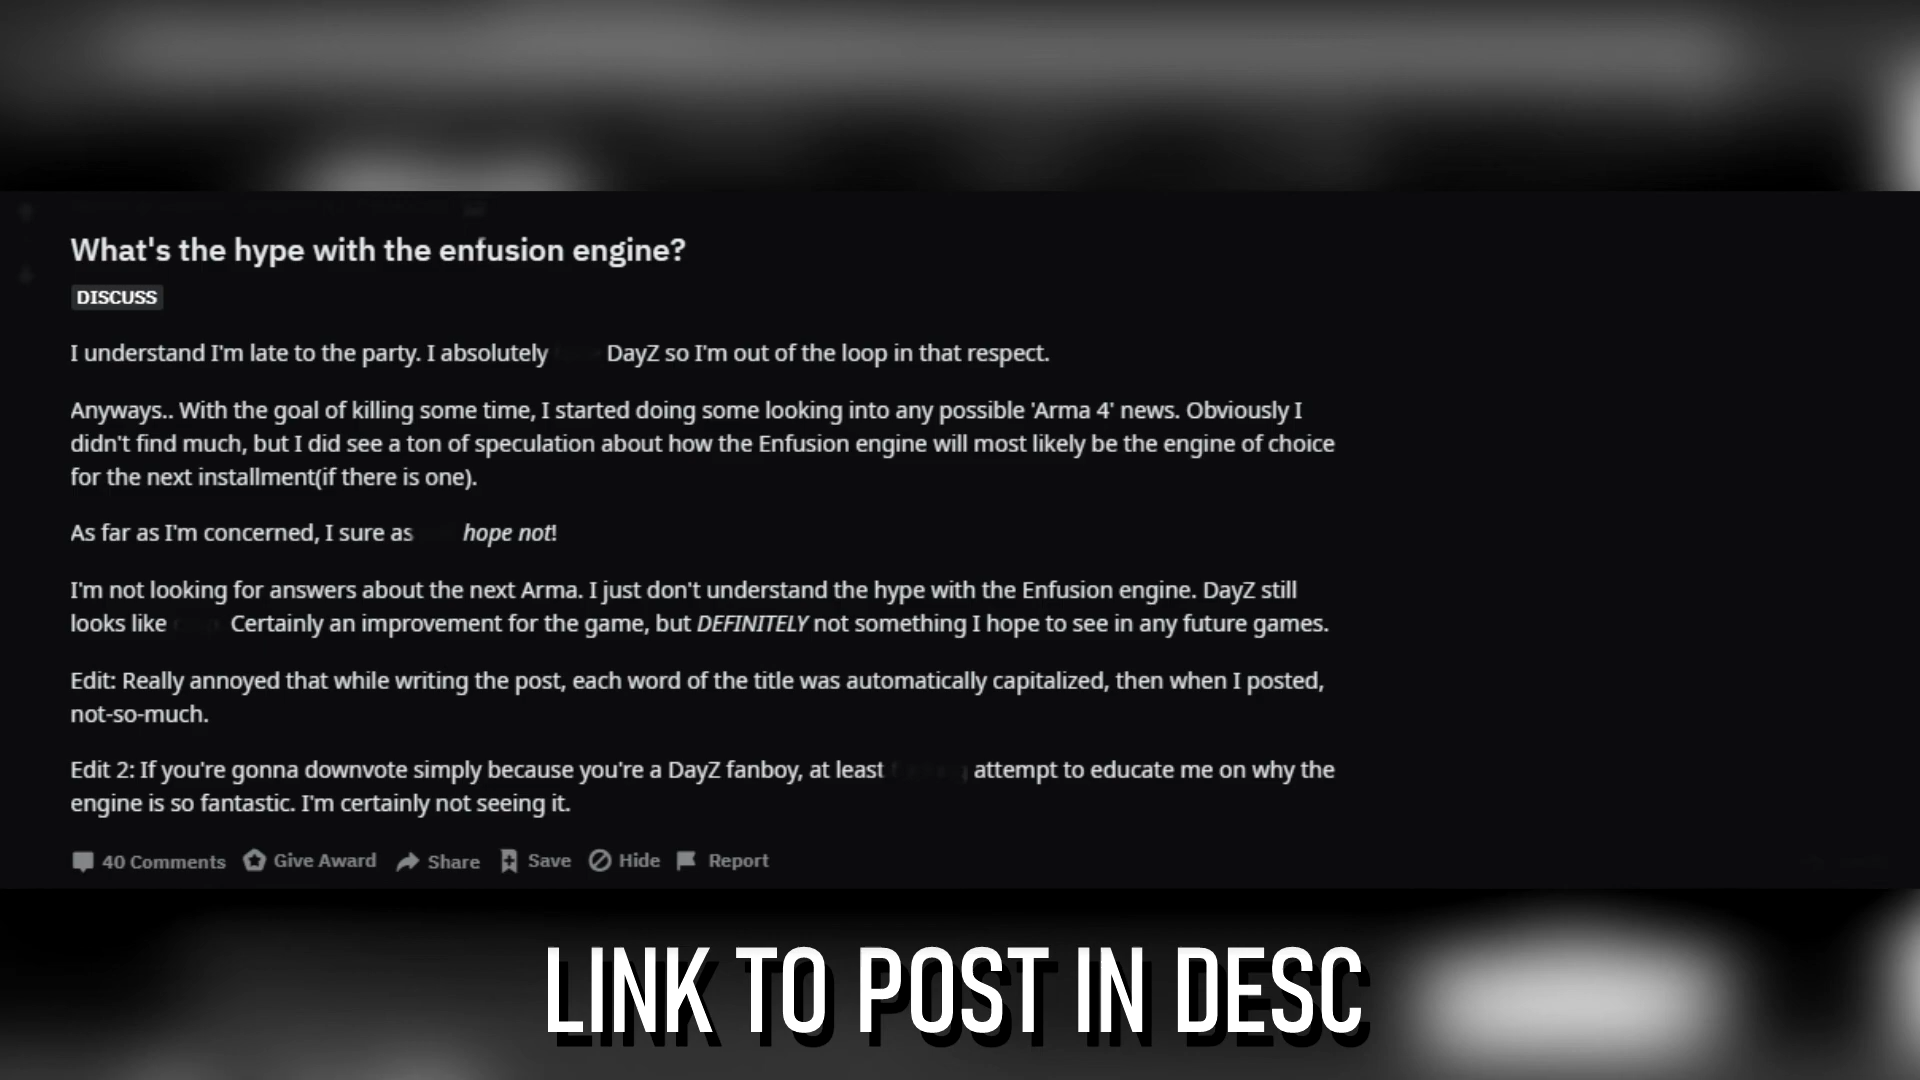 What's the hype with the enfusion engine?
DISCUSS
I understand I'm late to the party. I absolutely DayZ so I'm out of the loop in that respect.
Anyways.. With the goal of killing some time, I started doing some looking into any possible 'Arma 4' news. Obviously I
didn't find much, but I did see a ton of speculation about how the Enfusion engine will most likely be the engine of choice
for the next installment(if there is one).
As far as I'm concerned, I sure as hope not!
I'm not looking for answers about the next Arma. I just don't understand the hype with the Enfusion engine. DayZ still
looks like Certainly an improvement for the game, but DEFINITELY not something I hope to see in any future games.
Edit: Really annoyed that while writing the post, each word of the title was automatically capitalized, then when I posted,
not-so-much.
Edit 2: If you're gonna downvote simply because you're a DayZ fanboy, at least attempt to educate me on why the
engine is so fantastic. I'm certainly not seeing it.
40 Comments Give Award Share Save Hide Report
LINK TO POST IN DESC